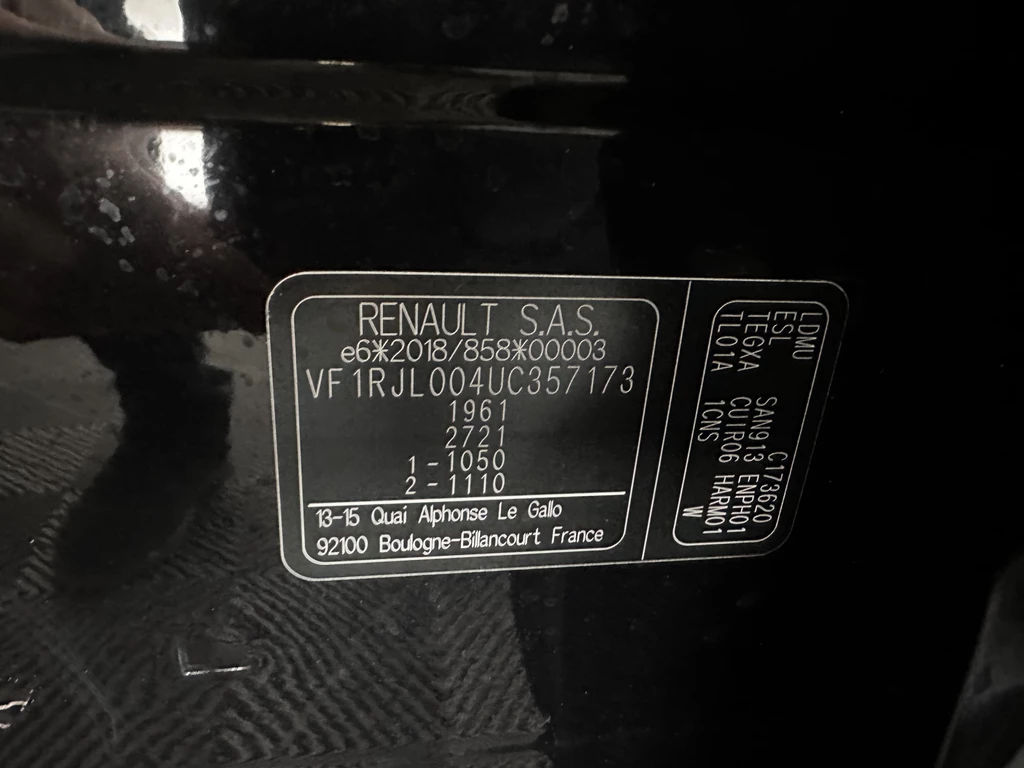 RENAULT S.A.S.
e6*2018/858*00003
VF1RJL004UC357173
1961
2721
1-1050
2-1110
13-15 Quai Alphonse Le Gallo
92100 Boulogne-Billancourt France
LDMU C173620
ESL SAN913 ENPH01
TEGXA CUIR06 HARM01
TL01A 1CNS W